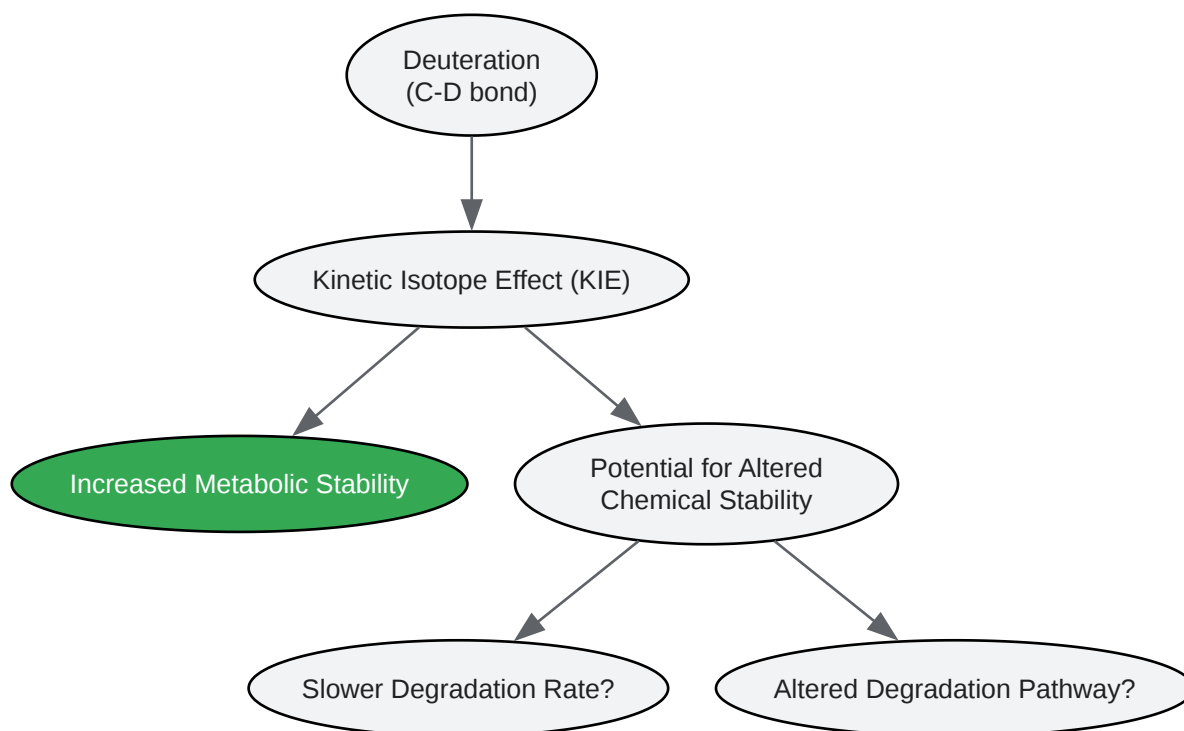 Deuteration
(C-D bond)
Kinetic Isotope Effect (KIE)
Increased Metabolic Stability
Potential for Altered
Chemical Stability
Slower Degradation Rate?
Altered Degradation Pathway?